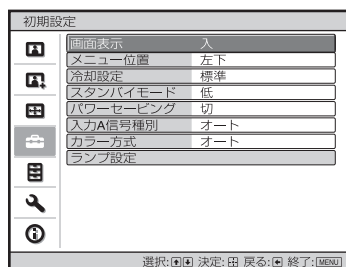 初期設定
画面表示 入
メニュー位置 左下
冷却設定 標準
スタンバイモード 低
パワーセービング 切
入力A信号種別 オート
カラー方式 オート
ランプ設定
選択: 決定: 戻る: 終了:MENU